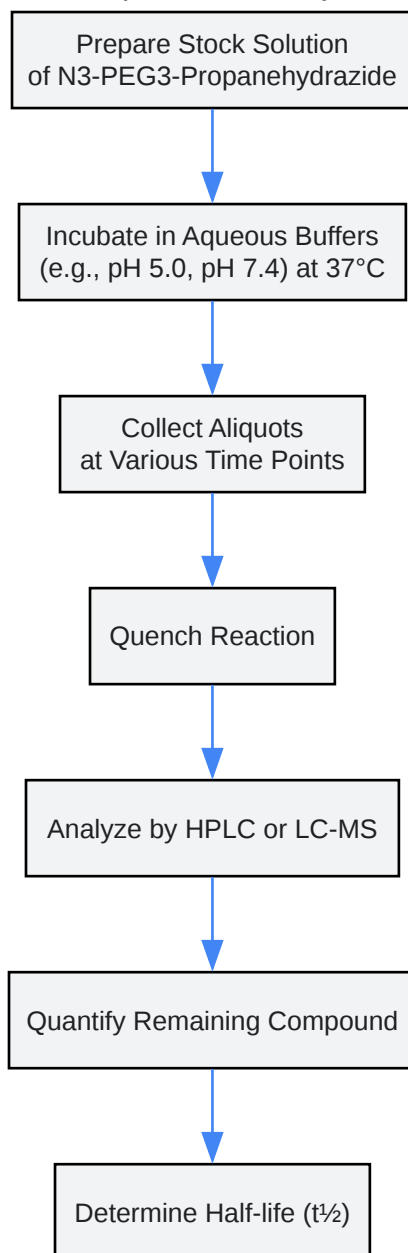 Prepare Stock Solution
of N3-PEG3-Propanehydrazide
Incubate in Aqueous Buffers
(e.g., pH 5.0, pH 7.4) at 37°C
Collect Aliquots
at Various Time Points
Quench Reaction
Analyze by HPLC or LC-MS
Quantify Remaining Compound
Determine Half-life (t½)